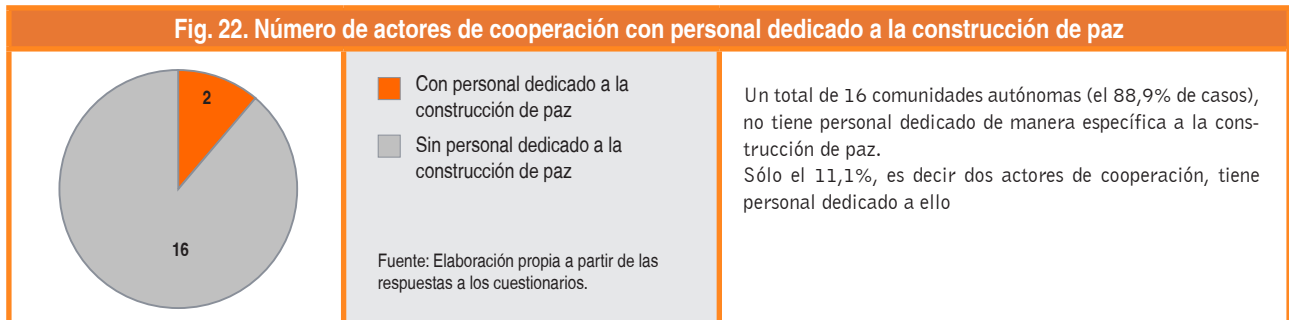 Fig. 22. Número de actores de cooperación con personal dedicado a la construcción de paz
2
16
Con personal dedicado a la
construcción de paz
Sin personal dedicado a la
construcción de paz
Fuente: Elaboración propia a partir de las
respuestas a los cuestionarios.
Un total de 16 comunidades autónomas (el 88,9% de casos),
no tiene personal dedicado de manera específica a la cons-
trucción de paz.
Sólo el 11,1%, es decir dos actores de cooperación, tiene
personal dedicado a ello